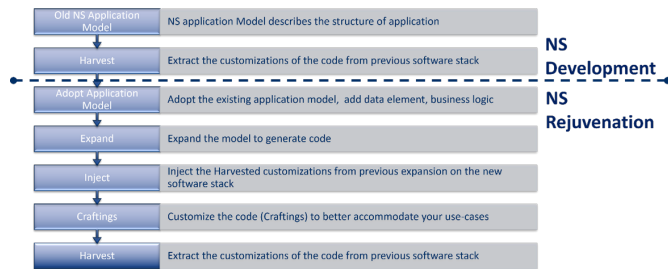 Old NS Application
Model
NS application Model describes the structure of application
NS
Development
Harvest
Extract the customizations of the code from previous software stack
Adopt Application
Model
Adopt the existing application model,  add data element, business logic
NS
Rejuvenation
Expand
Expand the model to generate code
Inject
Inject the Harvested customizations from previous expansion on the new
software stack
Craftings
Customize the code (Craftings) to better accommodate your use-cases
Harvest
Extract the customizations of the code from previous software stack